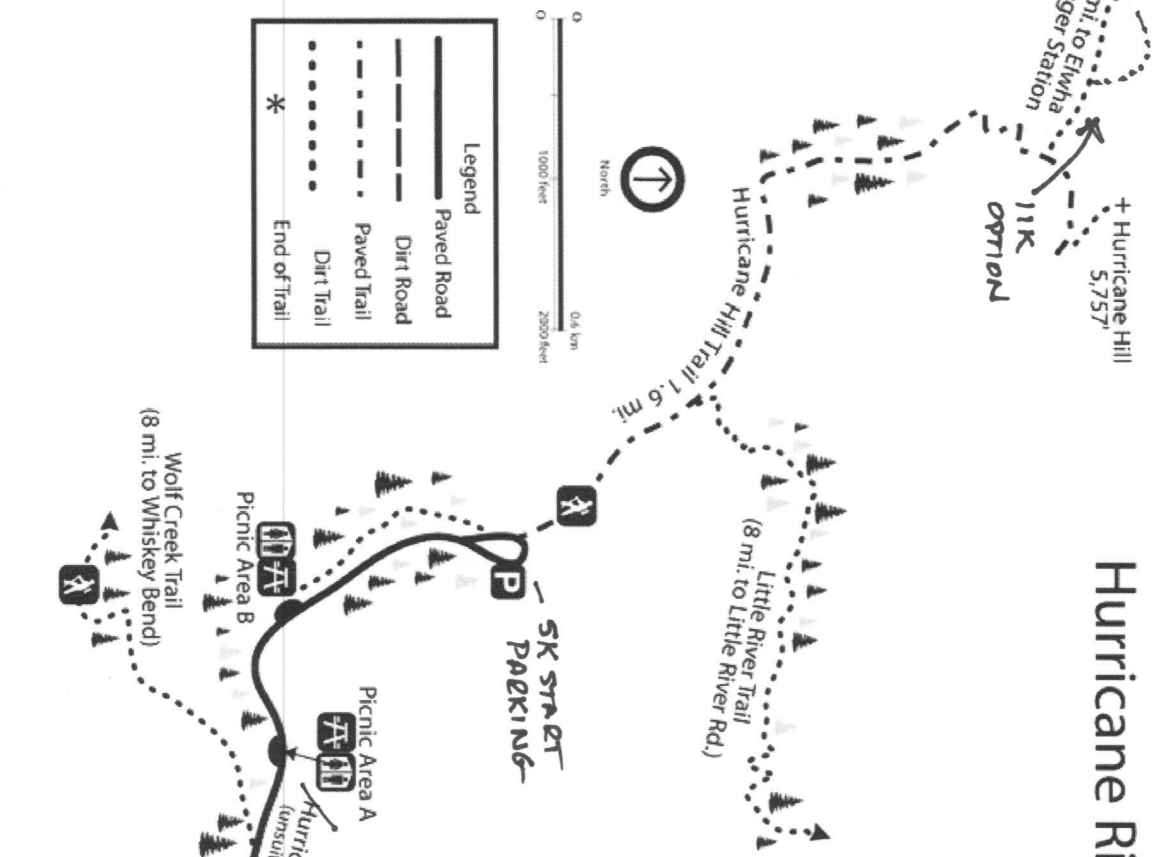 Hurricane Ri
+ Hurricane Hill
5,757'
mi. to Elwha
ger Station
11K
OPTION
Little River Trail
(8 mi. to Little River Rd.)
Hurricane Hill Trail 1.6 mi.
North
0 0.6 km
0 1000 feet 2000 feet
P
5K START
PARKING
Legend
Paved Road
Dirt Road
Paved Trail
Dirt Trail
* End of Trail
Picnic Area A
Hurric
(unsui
Picnic Area B
Wolf Creek Trail
(8 mi. to Whiskey Bend)